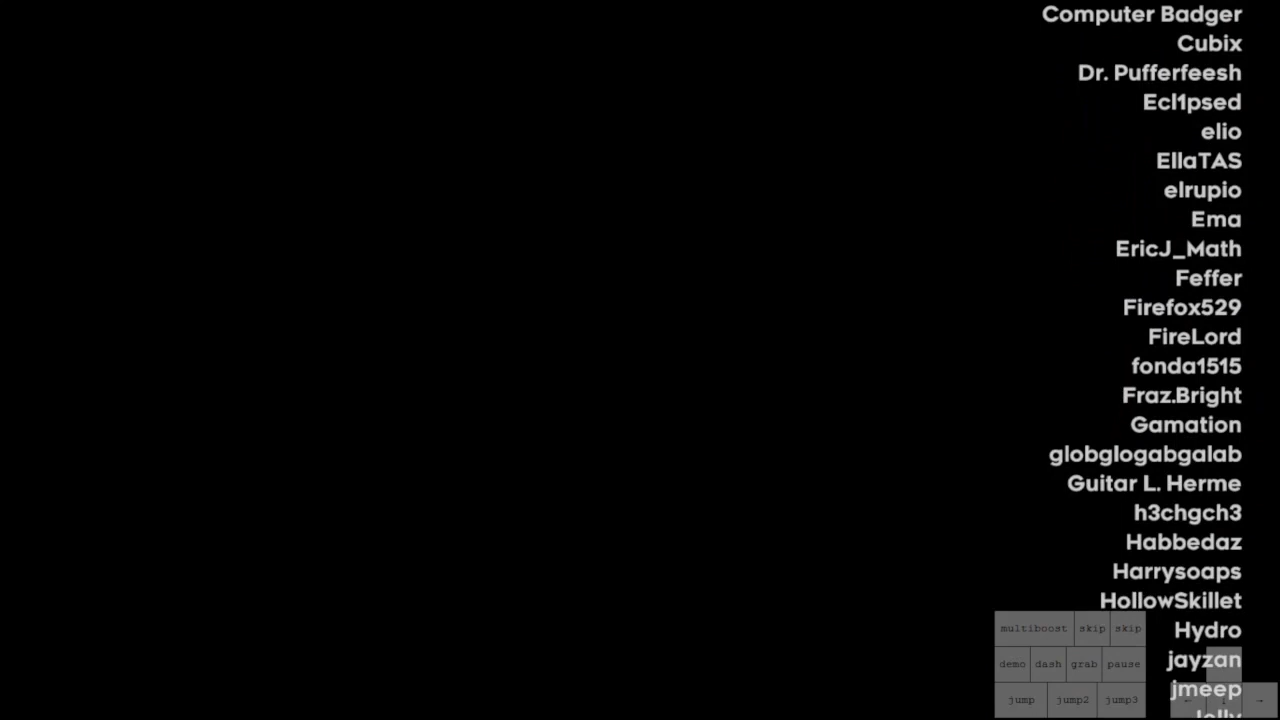 Computer Badger
Cubix
Dr. Pufferfeesh
Ecl1psed
elio
EllaTAS
elrupio
Ema
EricJ_Math
Feffer
Firefox529
FireLord
fonda1515
Fraz.Bright
Gamation
globglogabgalab
Guitar L. Herme
h3chgch3
Habbedaz
Harrysoaps
HollowSkillet
Hydro
jayzan
jmeep
multiboost skip skip
demo dash grab pause
jump jump2 jump3